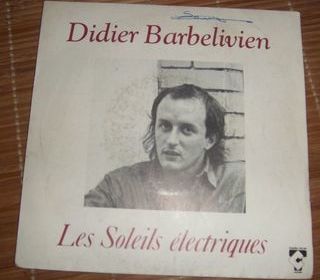 Didier Barbelivien
Les Soleils électriques